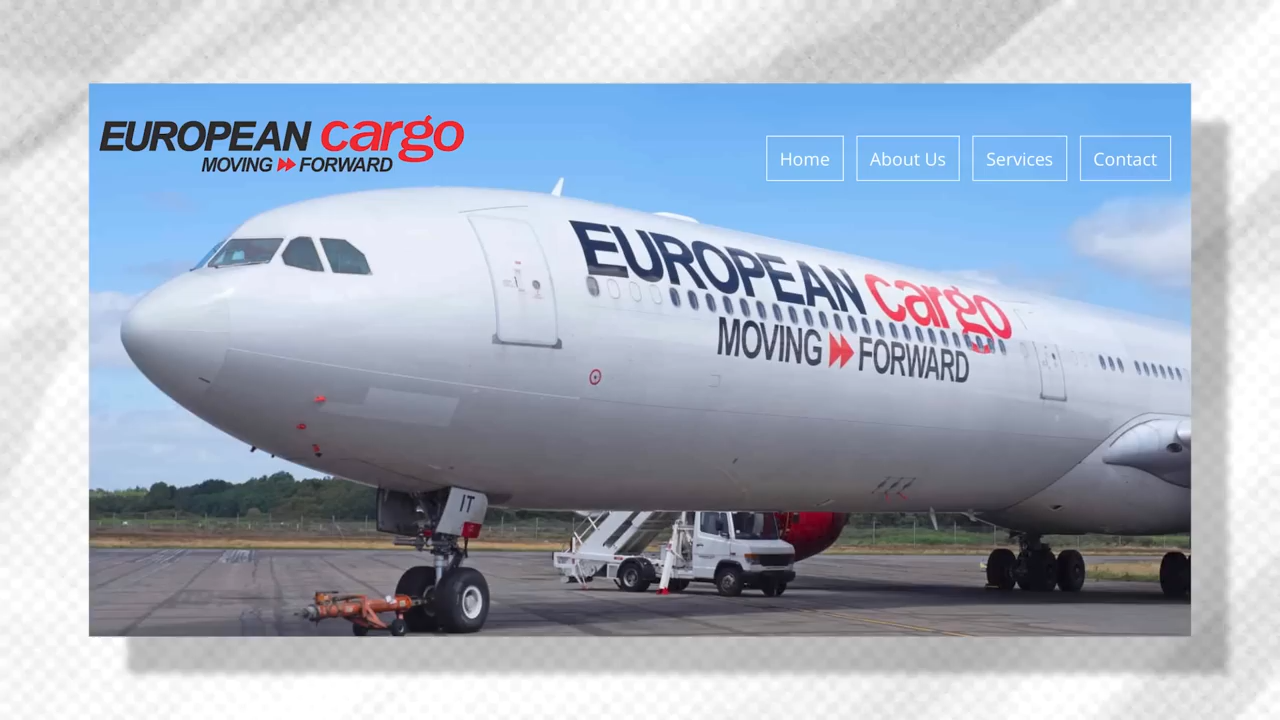 EUROPEAN cargo
MOVING FORWARD
Home
About Us
Services
Contact
EUROPEAN cargo
MOVING FORWARD
IT